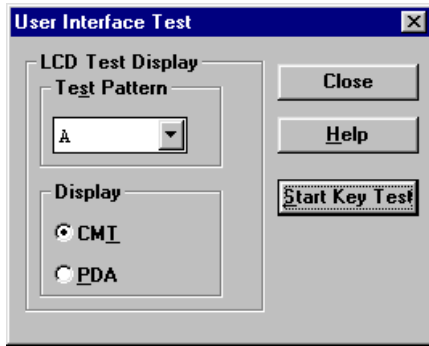 User Interface Test
LCD Test Display
Test Pattern
A
Display
CMT
PDA
Close
Help
Start Key Test